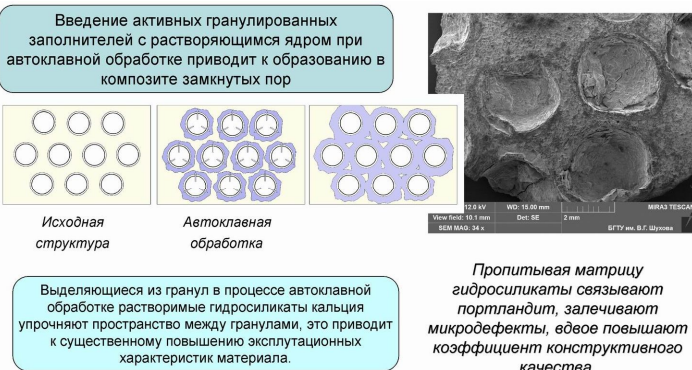 Введение активных гранулированных
заполнителей с растворяющимся ядром при
автоклавной обработке приводит к образованию в
композите замкнутых пор
Исходная
структура
Автоклавная
обработка
12.0 kV WD: 15.00 mm MIRA3 TESCAN
View field: 10.1 mm Det: SE 2 mm
SEM MAG: 34 x БГТУ им. В.Г. Шухова
Выделяющиеся из гранул в процессе автоклавной
обработке растворимые гидросиликаты кальция
упрочняют пространство между гранулами, это приводит
к существенному повышению эксплутационных
характеристик материала.
Пропитывая матрицу
гидросиликаты связывают
портландит, залечивают
микродефекты, вдвое повышают
коэффициент конструктивного
качества